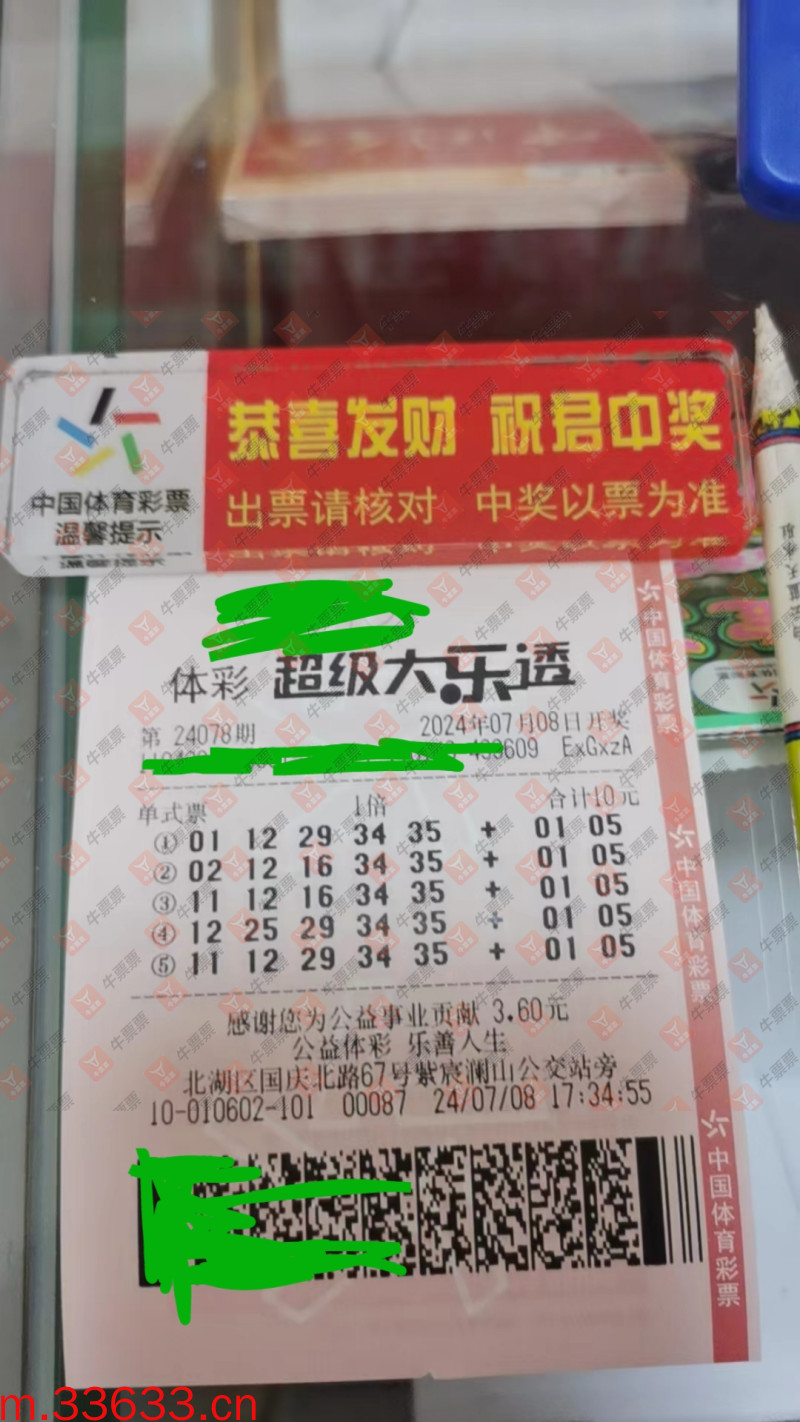 恭喜发财 祝君中奖
中国体育彩票
温馨提示
出票请核对 中奖以票为准
体彩 超级大乐透
第 24078期 2024年07月08日开奖
433609 ExGxzA
单式票 1倍 合计10元
① 01 12 29 34 35 + 01 05
② 02 12 16 34 35 + 01 05
③ 11 12 16 34 35 + 01 05
④ 12 25 29 34 35 + 01 05
⑤ 11 12 29 34 35 + 01 05
感谢您为公益事业贡献 3.60元
公益体彩 乐善人生
北湖区国庆北路67号紫宸澜山公交站旁
10-010602-101 00087 24/07/08 17:34:55
中国体育彩票
中国体育彩票
中国体育彩票
牛票票
m.33633.cn